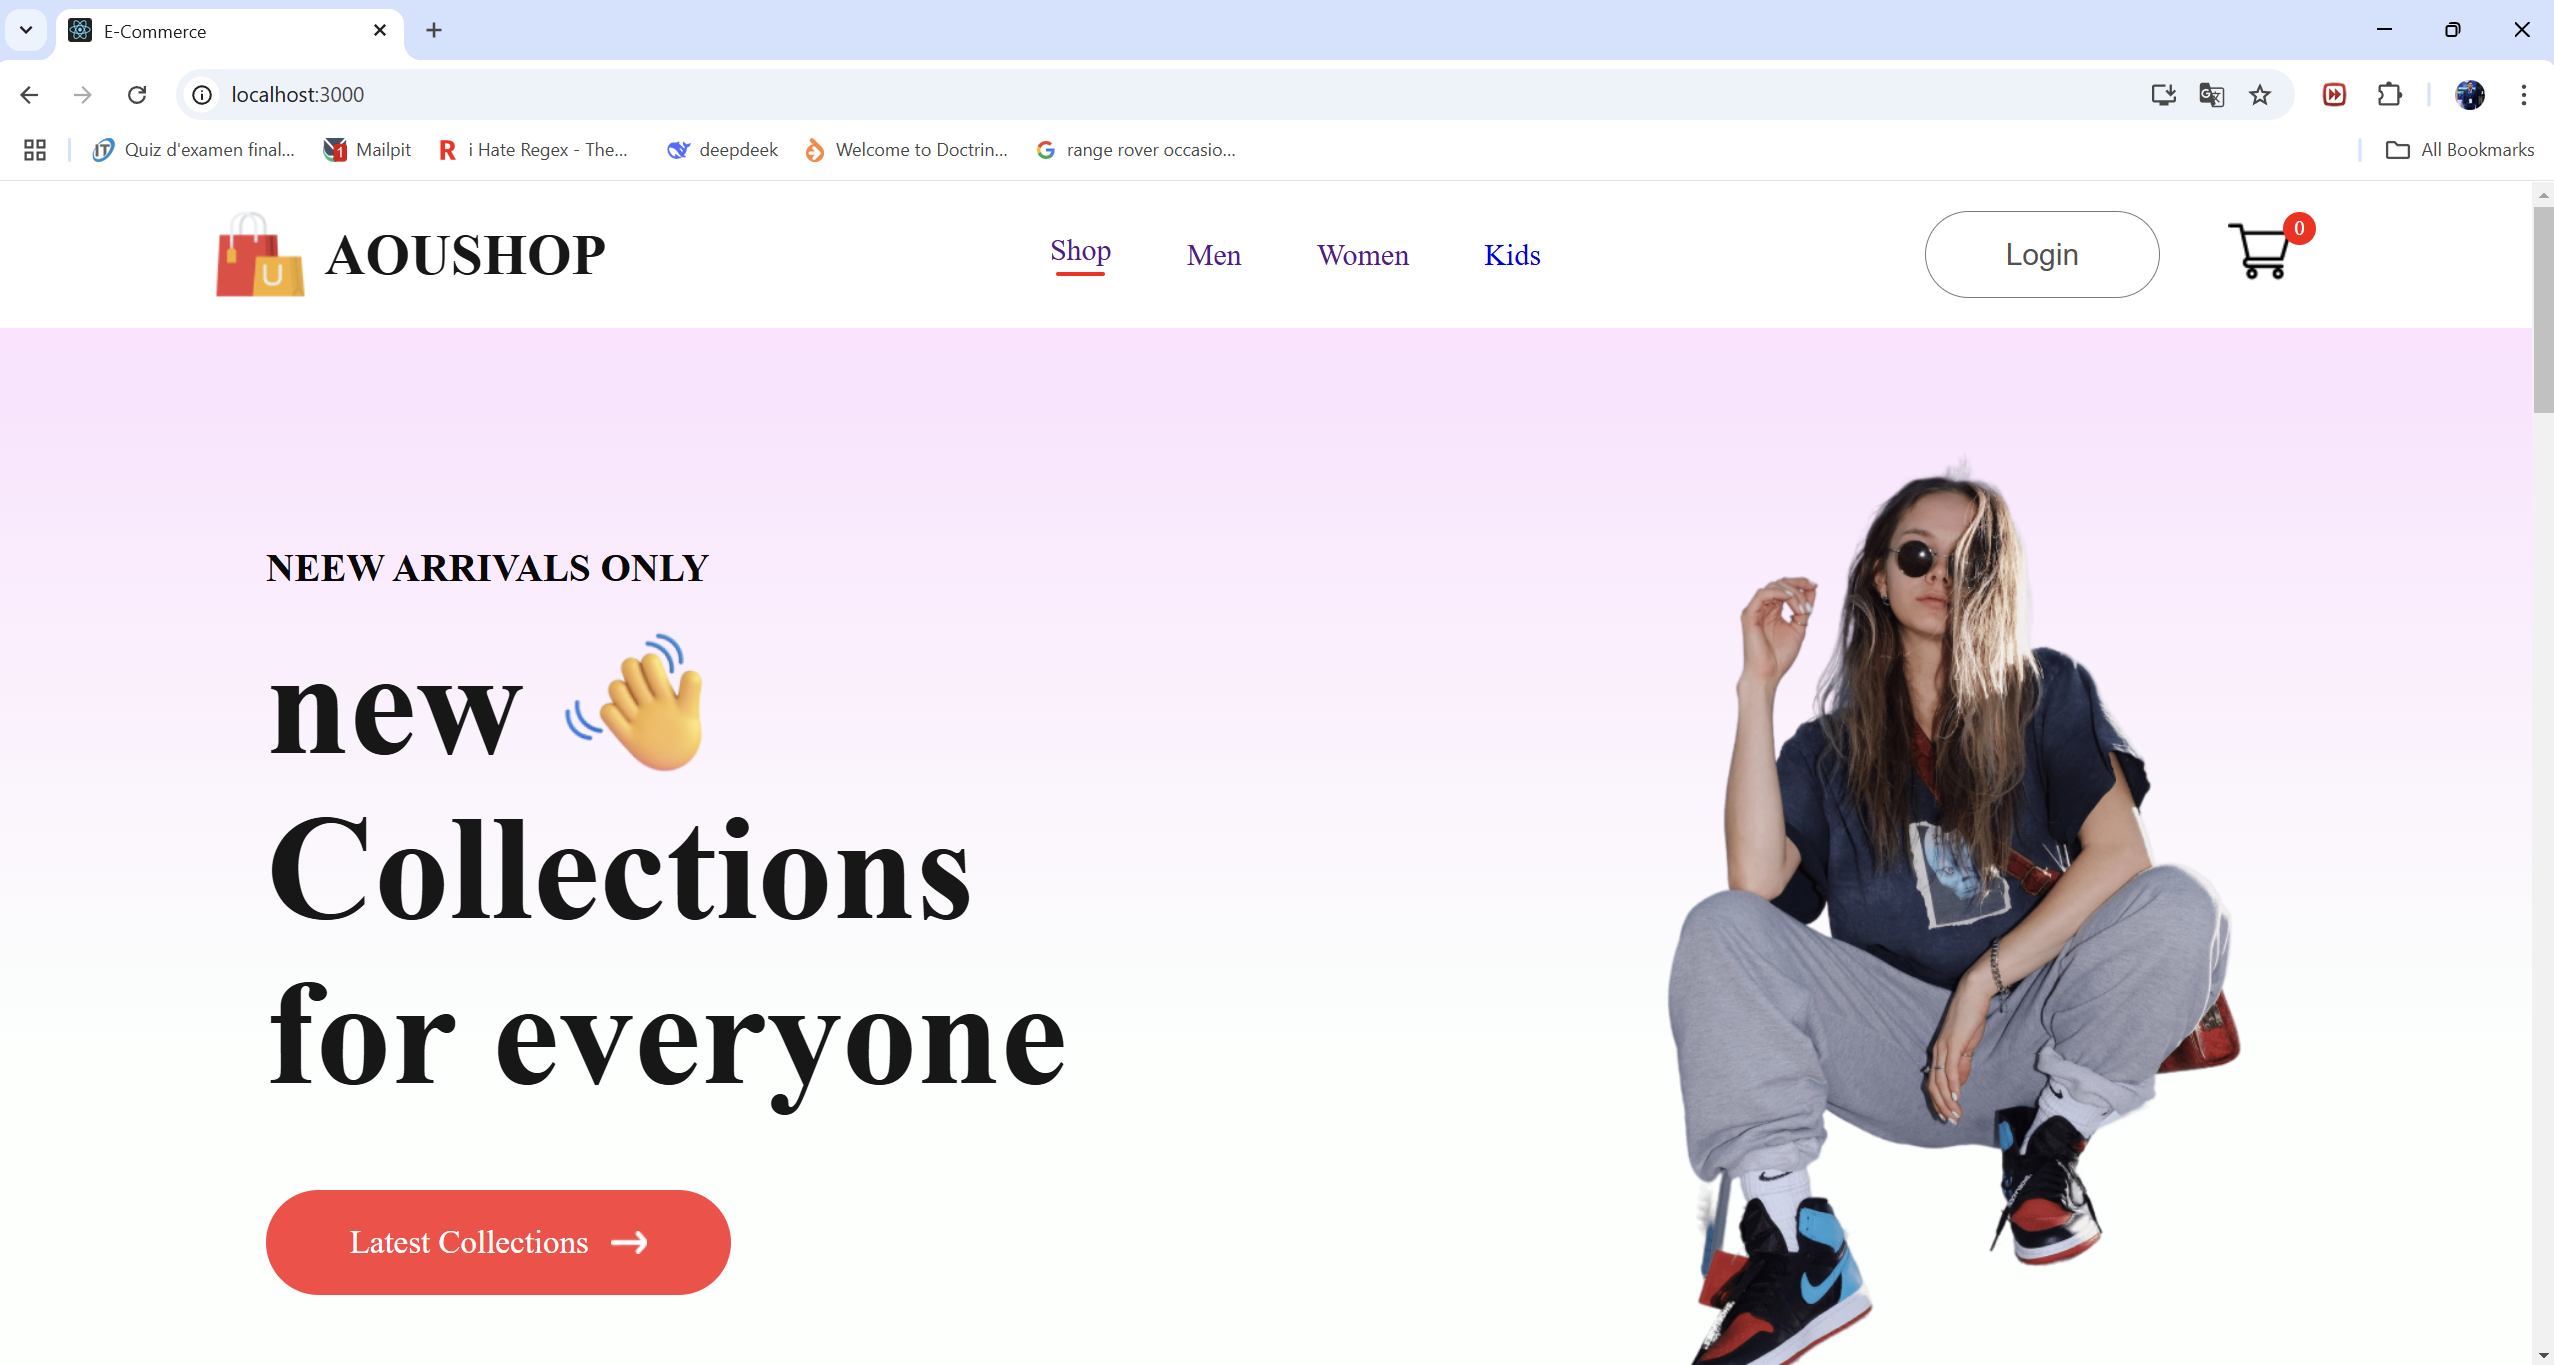 E-Commerce
localhost:3000
Quiz d'examen final... Mailpit i Hate Regex - The... deepdeek Welcome to Doctrin... range rover occasio... All Bookmarks
AOUSHOP Shop Men Women Kids Login 0
NEEW ARRIVALS ONLY
new
Collections
for everyone
Latest Collections